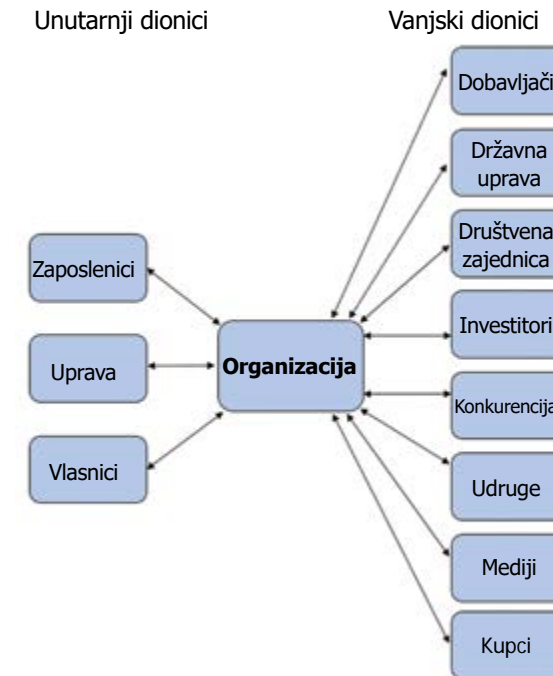 Unutarnji dionici
Vanjski dionici
Dobavljači
Državna
uprava
Društvena
zajednica
Zaposlenici
Investitori
Uprava
Organizacija
Konkurencija
Vlasnici
Udruge
Mediji
Kupci